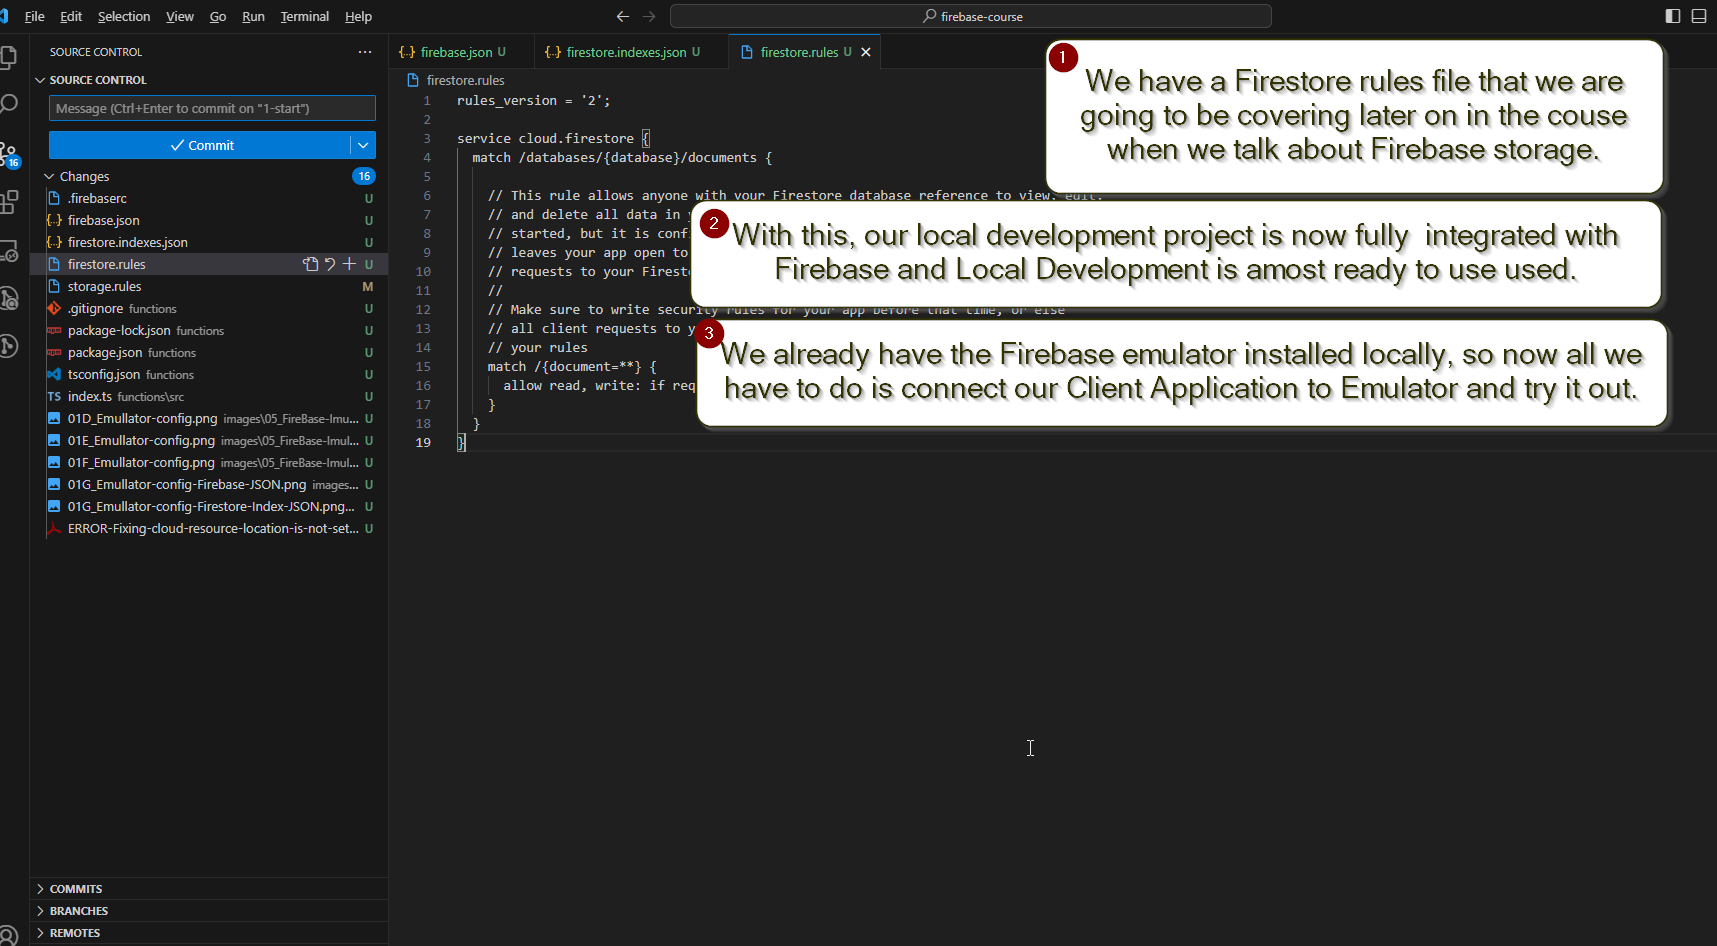 File Edit Selection View Go Run Terminal Help
firebase-course
SOURCE CONTROL
SOURCE CONTROL
Message (Ctrl+Enter to commit on "1-start")
Commit
Changes 16
16
.firebaserc U
firebase.json U
firestore.indexes.json U
firestore.rules U
storage.rules M
.gitignore functions U
package-lock.json functions U
package.json functions U
tsconfig.json functions U
TS index.ts functions\src U
01D_Emullator-config.png images\05_FireBase-Imu... U
01E_Emullator-config.png images\05_FireBase-Imul... U
01F_Emullator-config.png images\05_FireBase-Imul... U
01G_Emullator-config-Firebase-JSON.png images... U
01G_Emullator-config-Firestore-Index-JSON.png... U
ERROR-Fixing-cloud-resource-location-is-not-set... U
COMMITS
BRANCHES
REMOTES
{..} firebase.json U {..} firestore.indexes.json U firestore.rules U
firestore.rules
1 rules_version = '2';
2
3 service cloud.firestore {
4 match /databases/{database}/documents {
5
6 // This rule allows anyone with your Firestore database reference to view, edit,
7 // and delete all data in
8 // started, but it is conf
9 // leaves your app open to
10 // requests to your Firest
11 //
12 // Make sure to write security rules for your app before that time, or else
13 // all client requests to
14 // your rules
15 match /{document=**} {
16 allow read, write: if req
17 }
18 }
19 }
1
We have a Firestore rules file that we are
going to be covering later on in the couse
when we talk about Firebase storage.
2
With this, our local development project is now fully integrated with
Firebase and Local Development is amost ready to use used.
3
We already have the Firebase emulator installed locally, so now all we
have to do is connect our Client Application to Emulator and try it out.